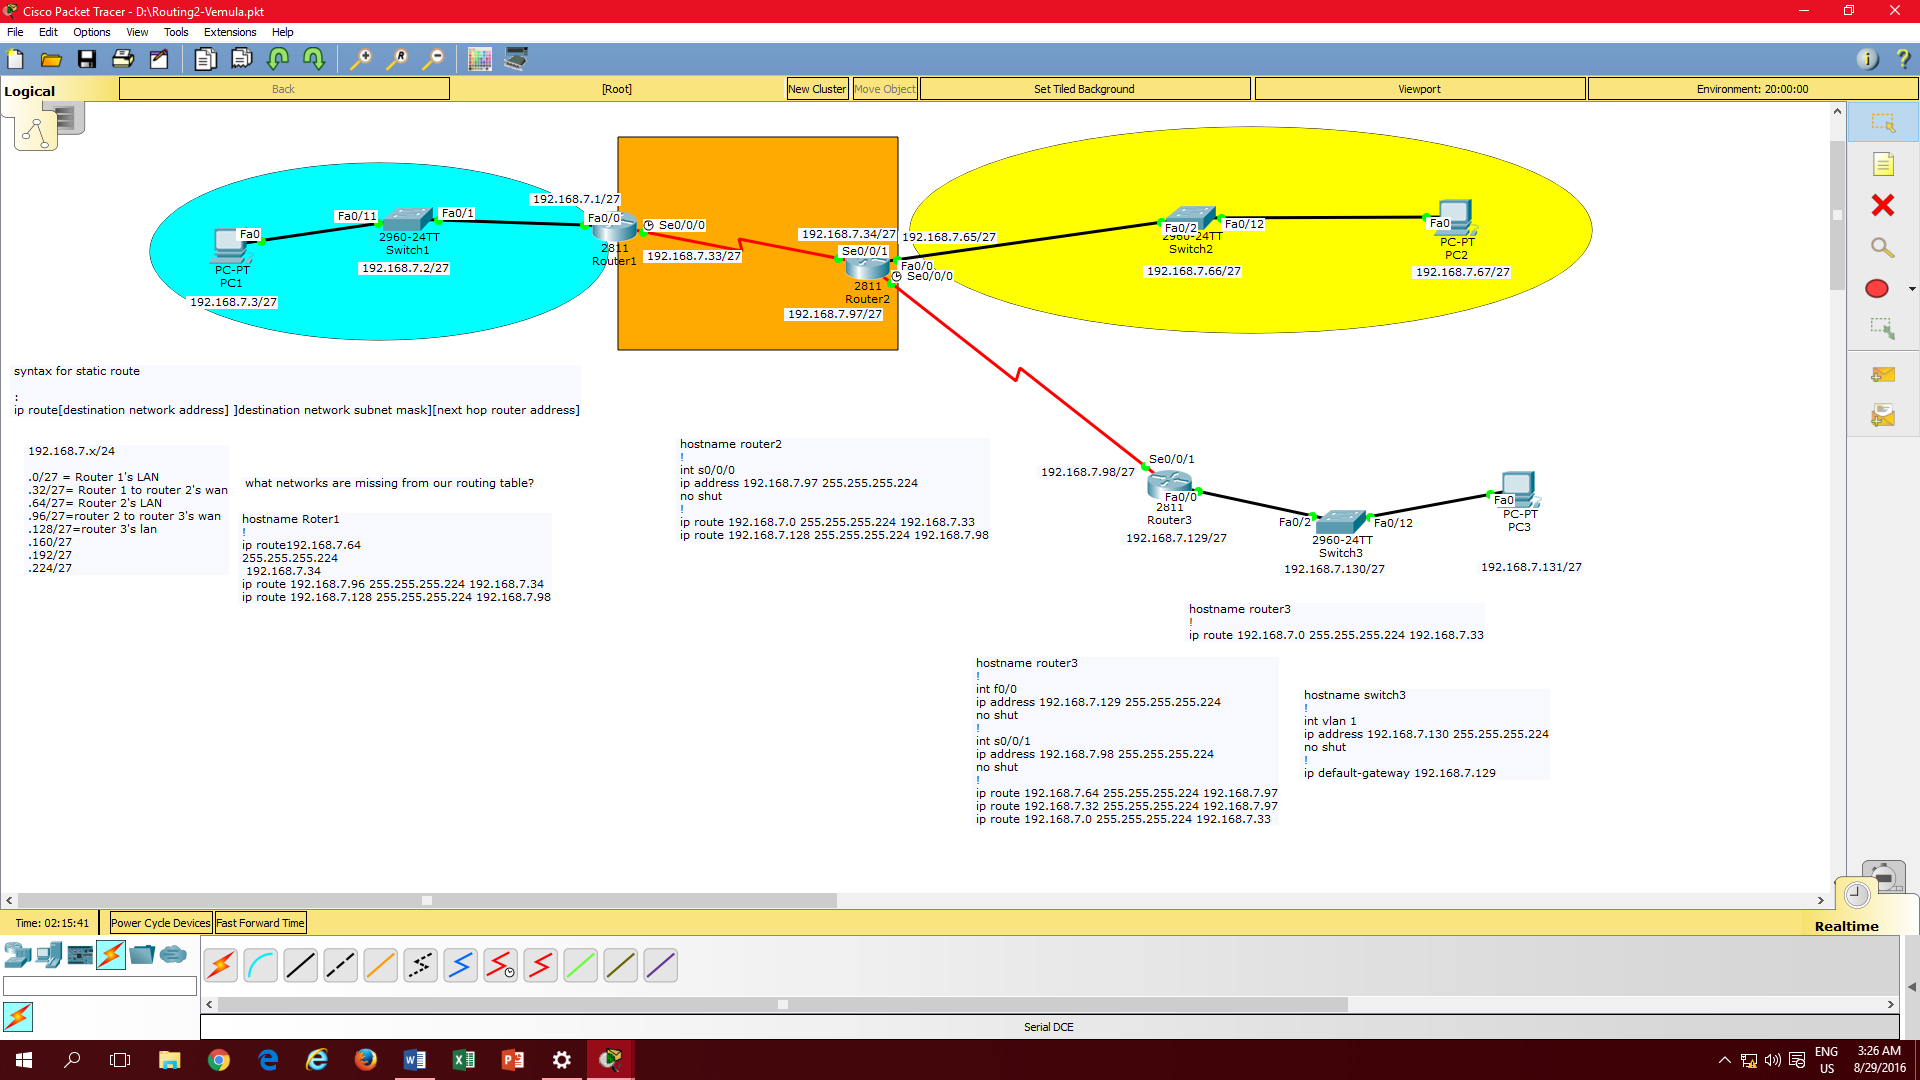 Cisco Packet Tracer - D:\Routing2-Vemula.pkt
File Edit Options View Tools Extensions Help
Logical
Back
[Root]
New Cluster
Move Object
Set Tiled Background
Viewport
Environment: 20:00:00
192.168.7.1/27
Fa0/11
Fa0/1
Fa0/0
Se0/0/0
Fa0
2960-24TT
Switch1
2811
Router1
192.168.7.2/27
PC-PT
PC1
192.168.7.3/27
192.168.7.33/27
192.168.7.34/27
192.168.7.65/27
Se0/0/1
Fa0/0
Se0/0/0
2811
Router2
192.168.7.97/27
Fa0/2
Fa0/12
2960-24TT
Switch2
192.168.7.66/27
Fa0
PC-PT
PC2
192.168.7.67/27
syntax for static route
:
ip route[destination network address] ]destination network subnet mask][next hop router address]
192.168.7.x/24
.0/27 = Router 1's LAN
.32/27= Router 1 to router 2's wan
.64/27= Router 2's LAN
.96/27=router 2 to router 3's wan
.128/27=router 3's lan
.160/27
.192/27
.224/27
what networks are missing from our routing table?
hostname Roter1
!
ip route192.168.7.64
255.255.255.224
192.168.7.34
ip route 192.168.7.96 255.255.255.224 192.168.7.34
ip route 192.168.7.128 255.255.255.224 192.168.7.98
hostname router2
!
int s0/0/0
ip address 192.168.7.97 255.255.255.224
no shut
!
ip route 192.168.7.0 255.255.255.224 192.168.7.33
ip route 192.168.7.128 255.255.255.224 192.168.7.98
Se0/0/1
192.168.7.98/27
Fa0/0
2811
Router3
192.168.7.129/27
Fa0/2
Fa0/12
2960-24TT
Switch3
192.168.7.130/27
Fa0
PC-PT
PC3
192.168.7.131/27
hostname router3
!
ip route 192.168.7.0 255.255.255.224 192.168.7.33
hostname router3
!
int f0/0
ip address 192.168.7.129 255.255.255.224
no shut
!
int s0/0/1
ip address 192.168.7.98 255.255.255.224
no shut
!
ip route 192.168.7.64 255.255.255.224 192.168.7.97
ip route 192.168.7.32 255.255.255.224 192.168.7.97
ip route 192.168.7.0 255.255.255.224 192.168.7.33
hostname switch3
!
int vlan 1
ip address 192.168.7.130 255.255.255.224
no shut
!
ip default-gateway 192.168.7.129
Time: 02:15:41
Power Cycle Devices
Fast Forward Time
Realtime
Serial DCE
ENG
US
3:26 AM
8/29/2016